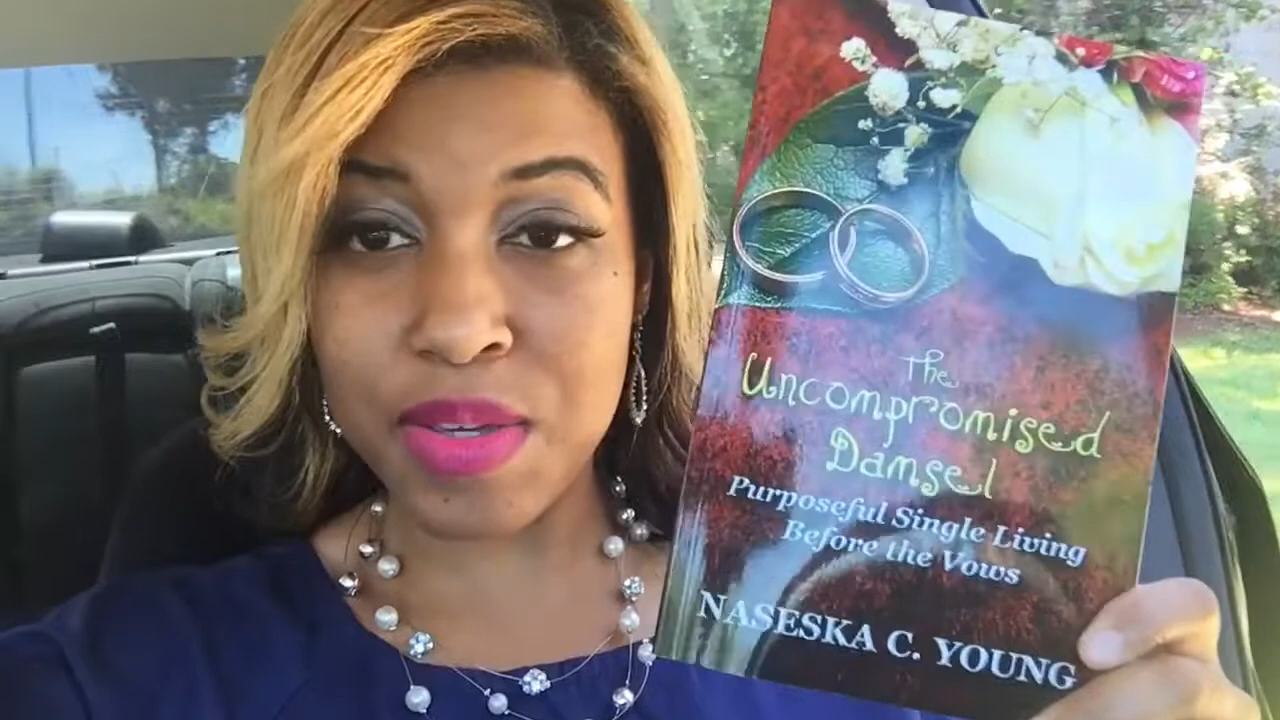 The
Uncompromised
Damsel
Purposeful Single Living
Before the Vows
NASESKA C. YOUNG